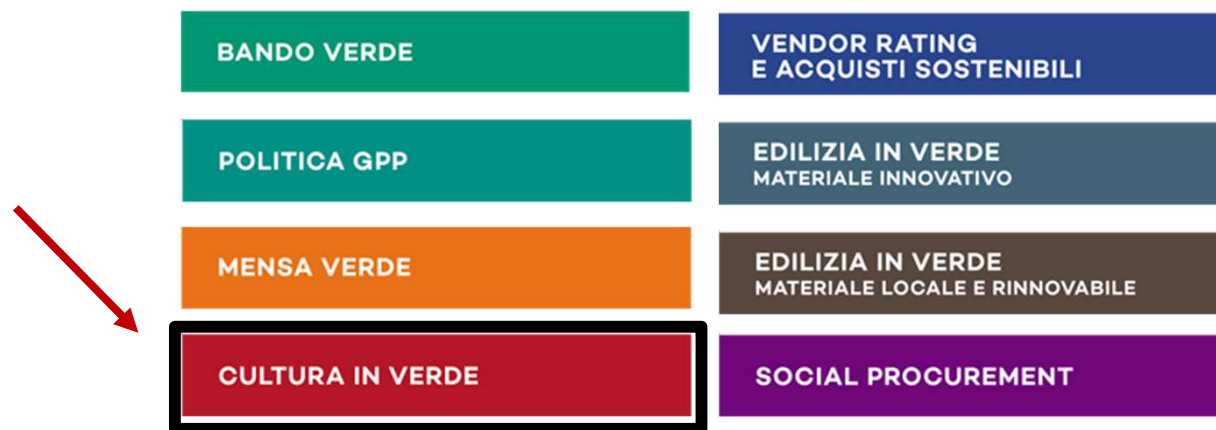 BANDO VERDE
POLITICA GPP
MENSA VERDE
CULTURA IN VERDE
VENDOR RATING
E ACQUISTI SOSTENIBILI
EDILIZIA IN VERDE
MATERIALE INNOVATIVO
EDILIZIA IN VERDE
MATERIALE LOCALE E RINNOVABILE
SOCIAL PROCUREMENT